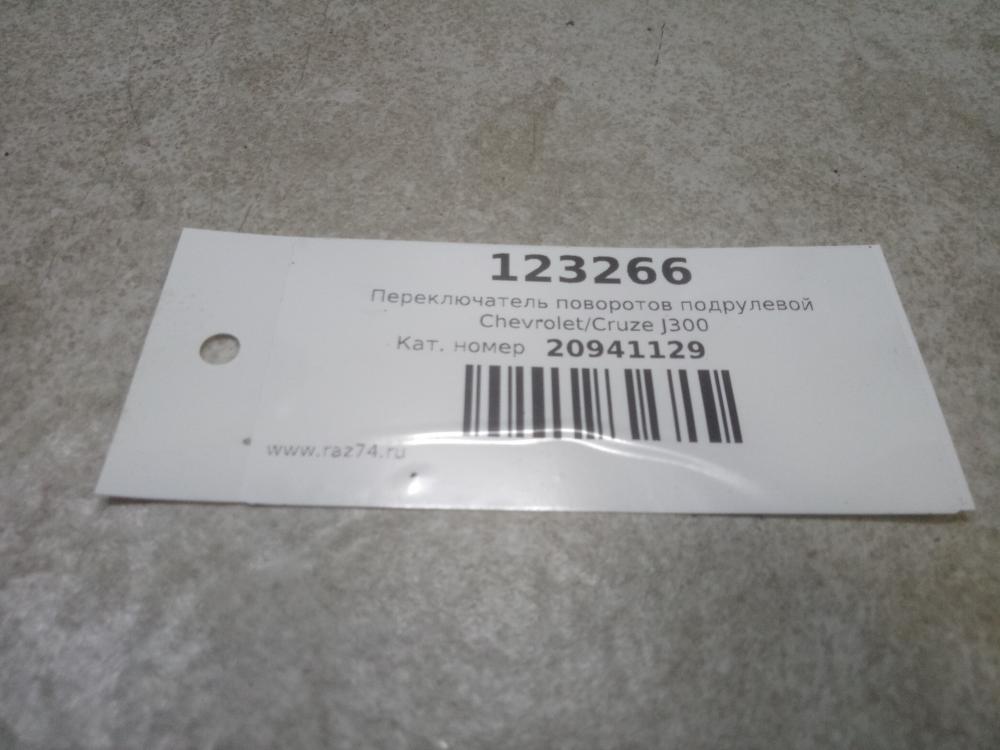 123266
Переключатель поворотов подрулевой
Chevrolet/Cruze J300
Кат. номер 20941129
www.raz74.ru